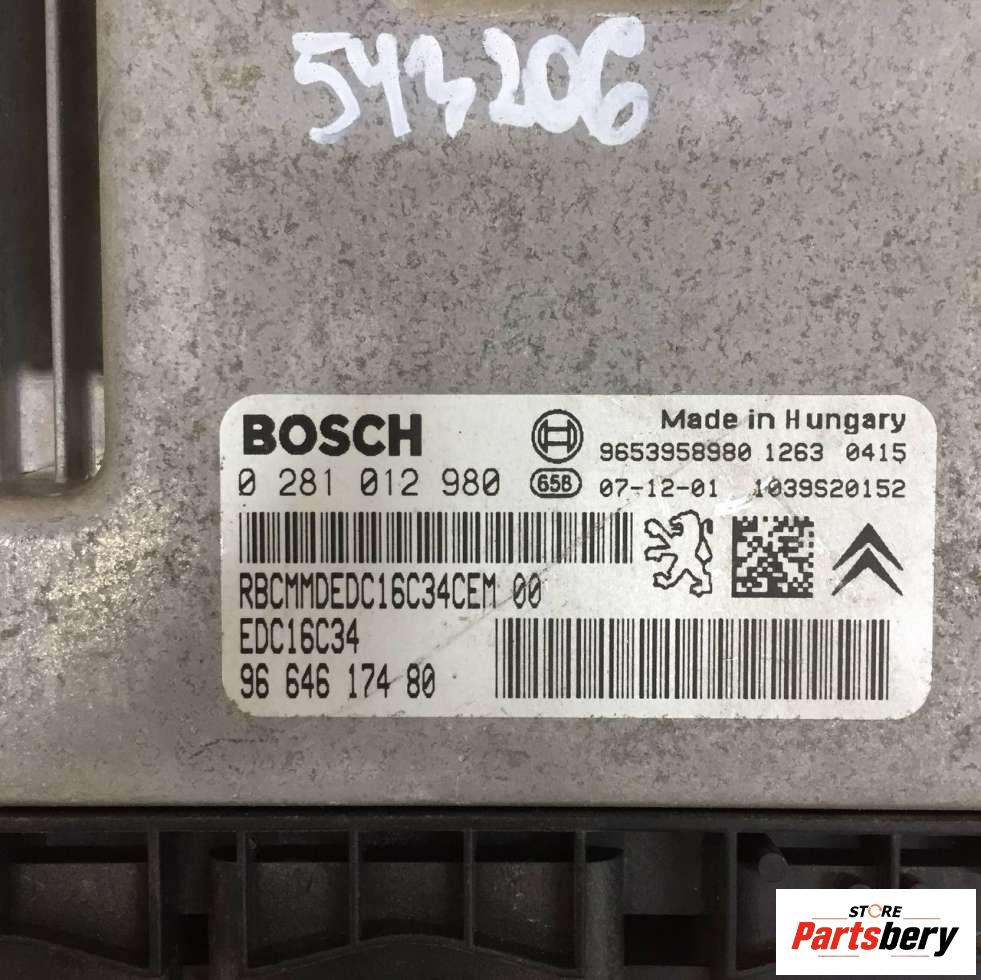 543206
BOSCH
Made in Hungary
9653958980 1263 0415
0 281 012 980
658
07-12-01 1039S20152
RBCMMDEDC16C34CEM 00
EDC16C34
96 646 174 80
STORE
Partsbery